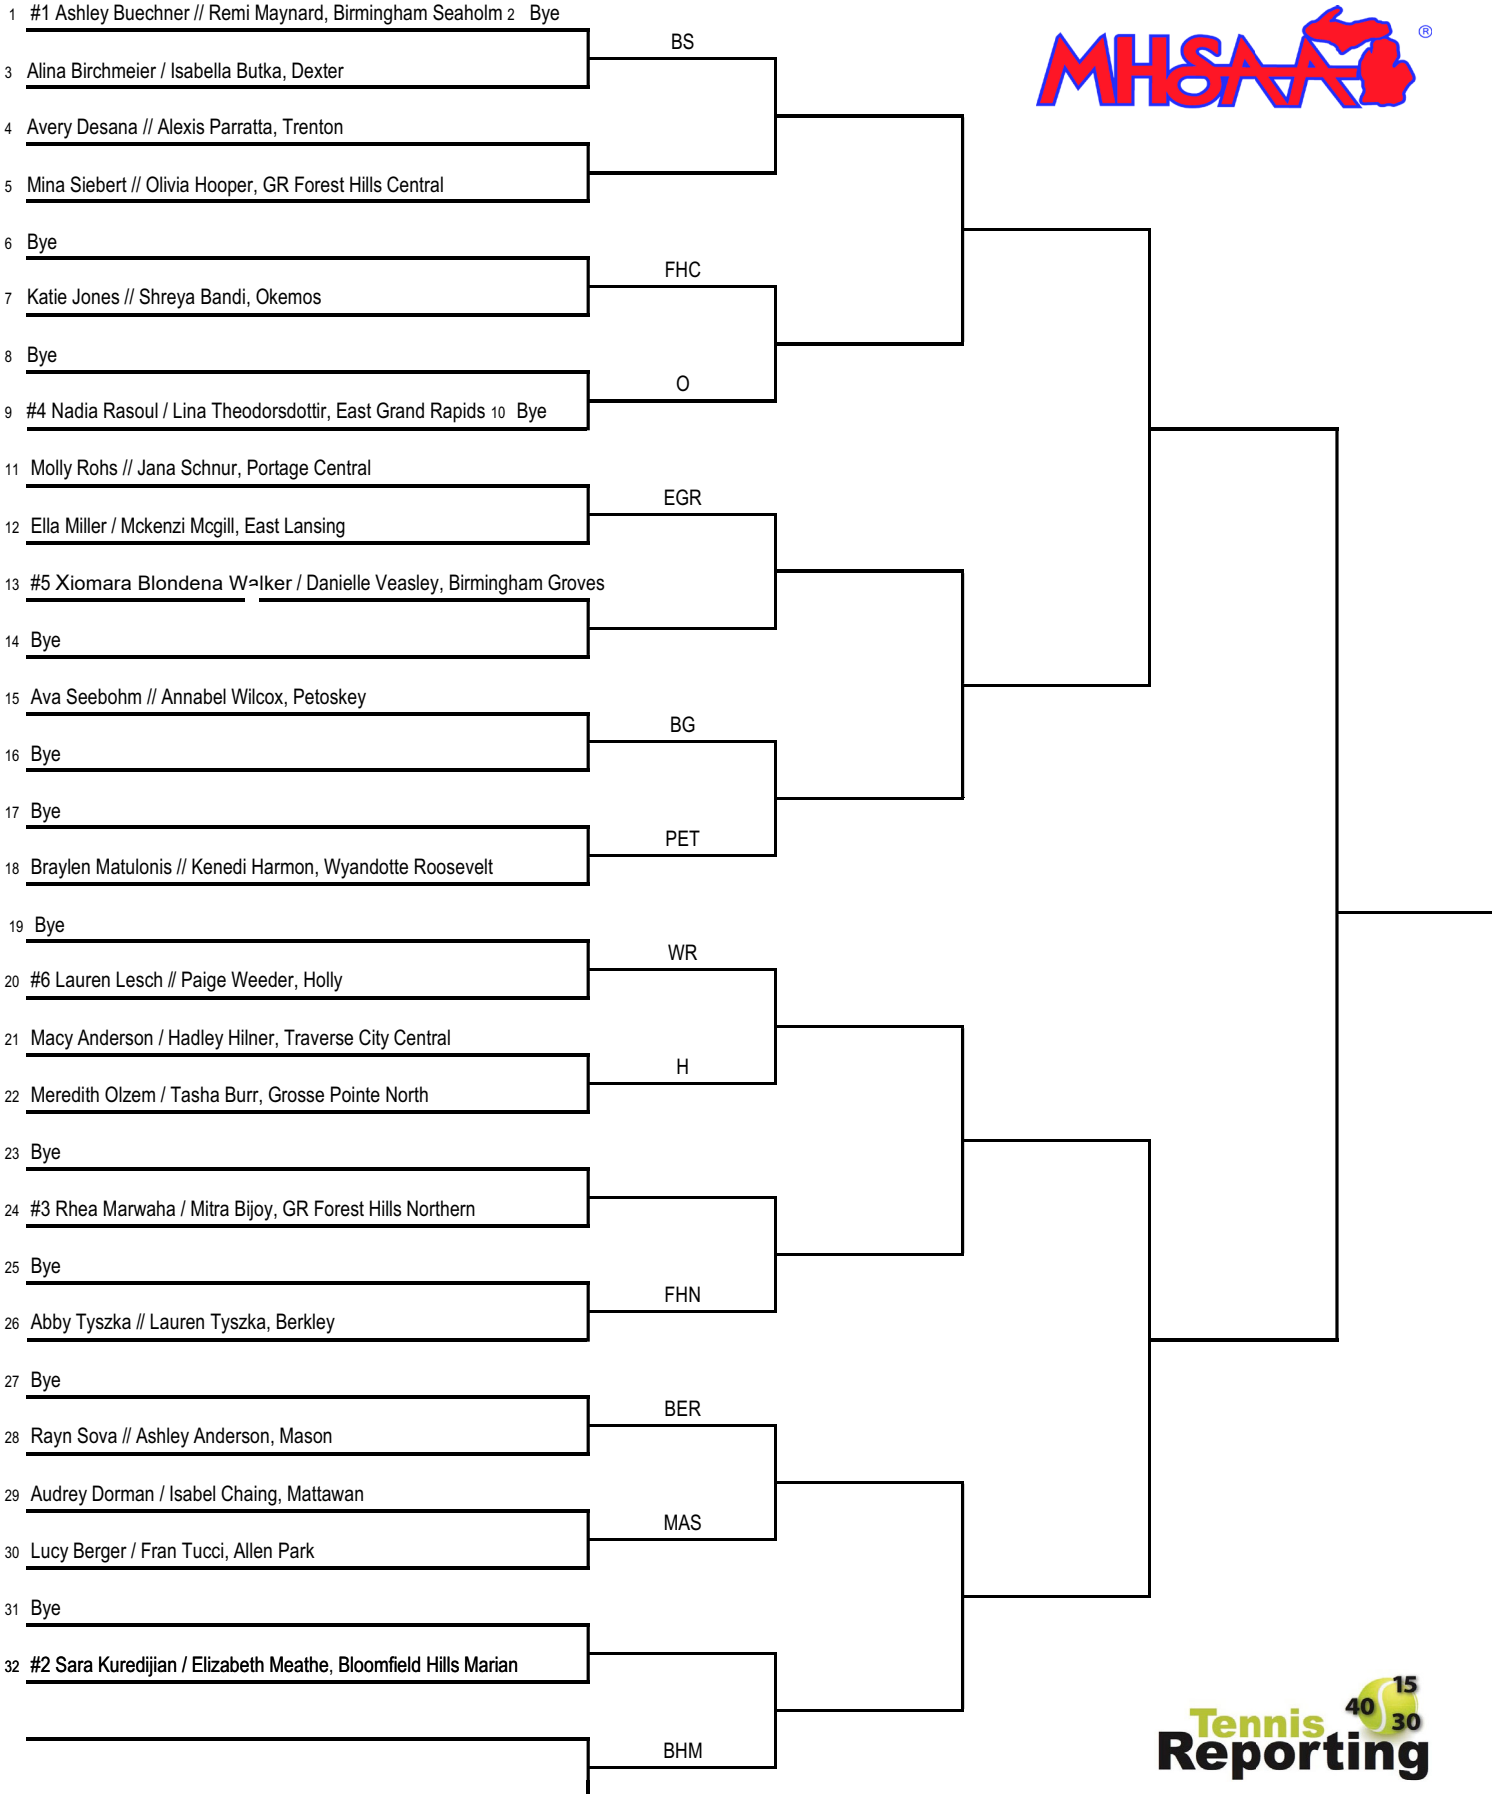 1 #1 Ashley Buechner // Remi Maynard, Birmingham Seaholm 2 Bye
BS
MHSAA ®
3 Alina Birchmeier / Isabella Butka, Dexter
4 Avery Desana // Alexis Parratta, Trenton
5 Mina Siebert // Olivia Hooper, GR Forest Hills Central
6 Bye
FHC
7 Katie Jones // Shreya Bandi, Okemos
8 Bye
O
9 #4 Nadia Rasoul / Lina Theodorsdottir, East Grand Rapids 10 Bye
11 Molly Rohs // Jana Schnur, Portage Central
EGR
12 Ella Miller / Mckenzi Mcgill, East Lansing
13 #5 Xiomara Blondena Walker / Danielle Veasley, Birmingham Groves
14 Bye
15 Ava Seebohm // Annabel Wilcox, Petoskey
BG
16 Bye
17 Bye
PET
18 Braylen Matulonis // Kenedi Harmon, Wyandotte Roosevelt
19 Bye
WR
20 #6 Lauren Lesch // Paige Weeder, Holly
21 Macy Anderson / Hadley Hilner, Traverse City Central
H
22 Meredith Olzem / Tasha Burr, Grosse Pointe North
23 Bye
24 #3 Rhea Marwaha / Mitra Bijoy, GR Forest Hills Northern
25 Bye
FHN
26 Abby Tyszka // Lauren Tyszka, Berkley
27 Bye
BER
28 Rayn Sova // Ashley Anderson, Mason
29 Audrey Dorman / Isabel Chaing, Mattawan
MAS
30 Lucy Berger / Fran Tucci, Allen Park
31 Bye
32 #2 Sara Kuredijian / Elizabeth Meathe, Bloomfield Hills Marian
BHM
15
40
30
Tennis
Reporting